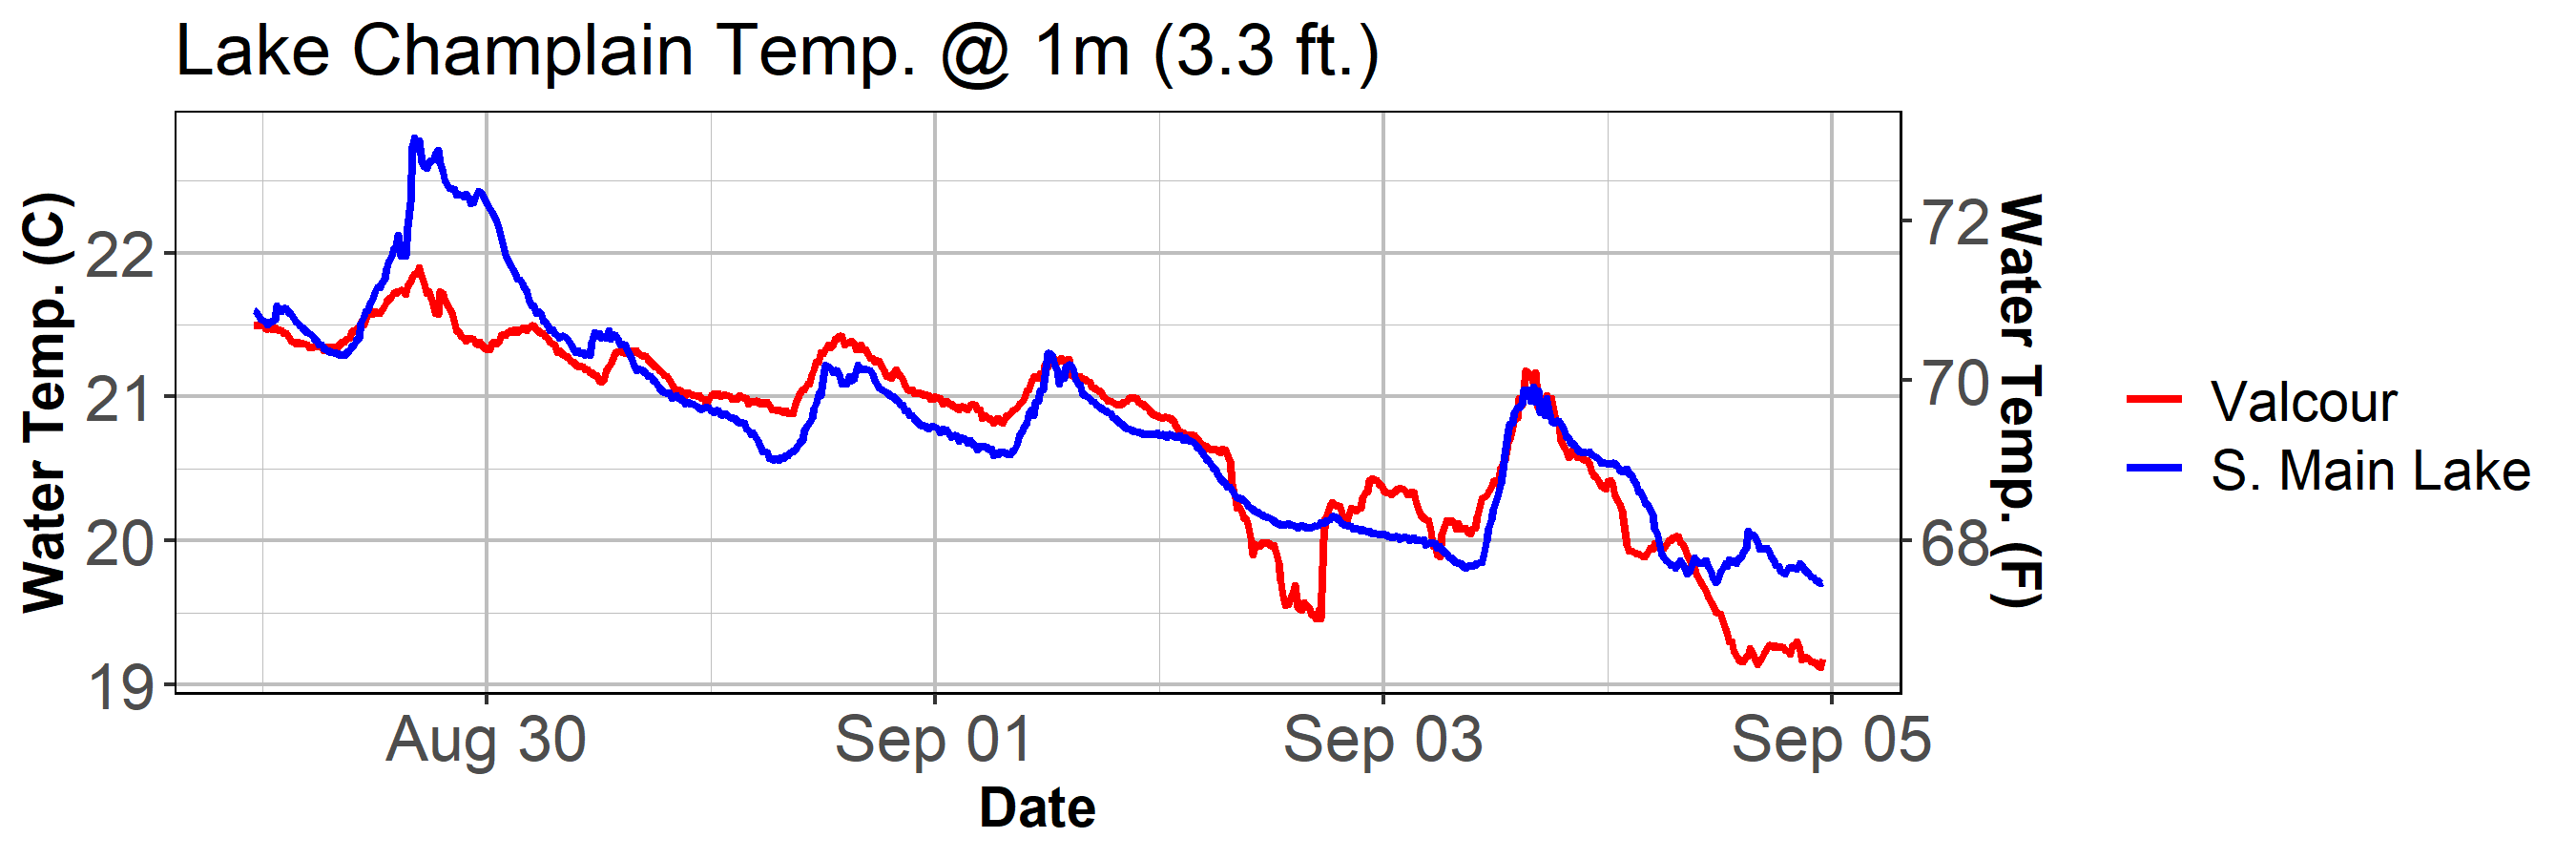 Lake Champlain Temp. @ 1m (3.3 ft.)
Water Temp. (C)
22
21
20
19
72
70
68
Water Temp. (F)
Aug 30
Sep 01
Sep 03
Sep 05
Date
Valcour
S. Main Lake